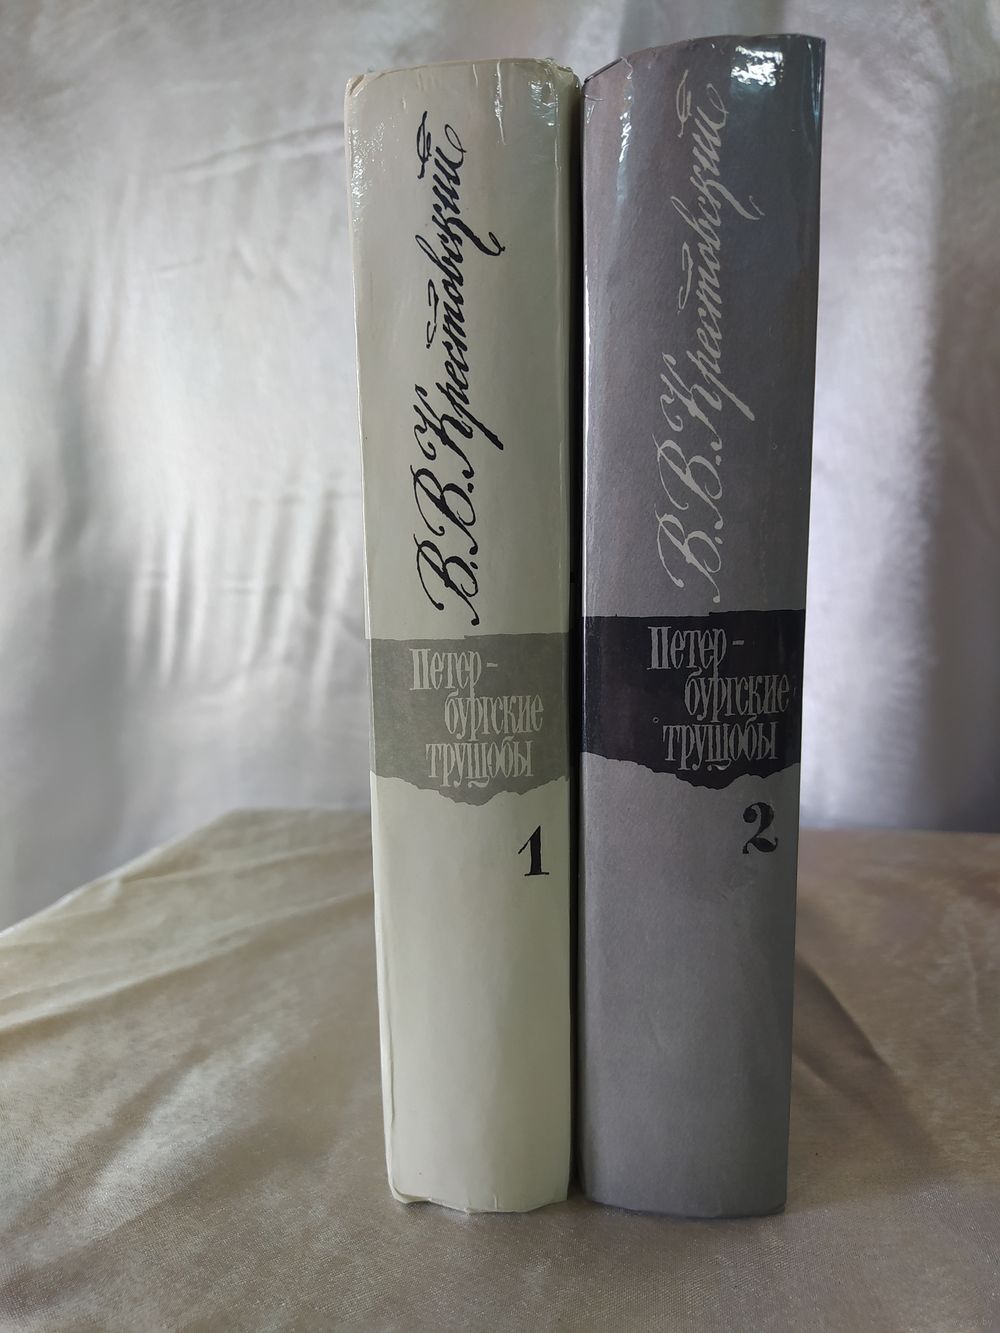 В. В. Крестовский
Петер-
бургские
трущобы
1
В. В. Крестовский
Петер-
бургские
трущобы
2